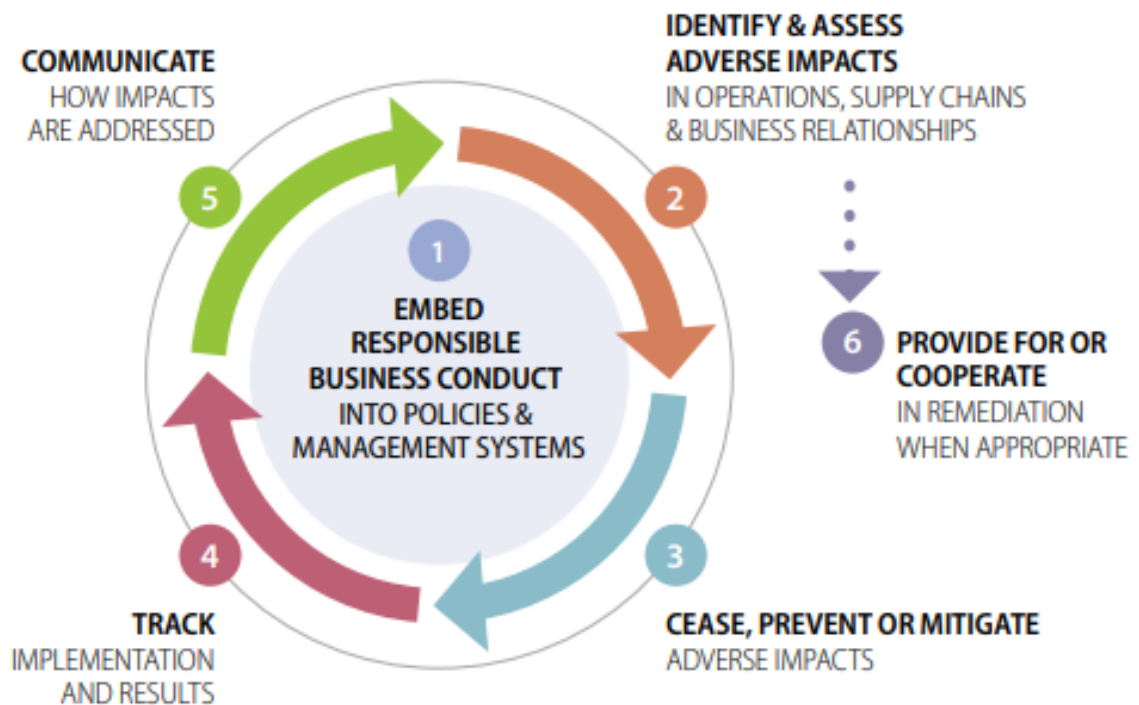 1
EMBED
RESPONSIBLE
BUSINESS CONDUCT
INTO POLICIES &
MANAGEMENT SYSTEMS
2
IDENTIFY & ASSESS
ADVERSE IMPACTS
IN OPERATIONS, SUPPLY CHAINS
& BUSINESS RELATIONSHIPS
3
CEASE, PREVENT OR MITIGATE
ADVERSE IMPACTS
4
TRACK
IMPLEMENTATION
AND RESULTS
5
COMMUNICATE
HOW IMPACTS
ARE ADDRESSED
6
PROVIDE FOR OR
COOPERATE
IN REMEDIATION
WHEN APPROPRIATE